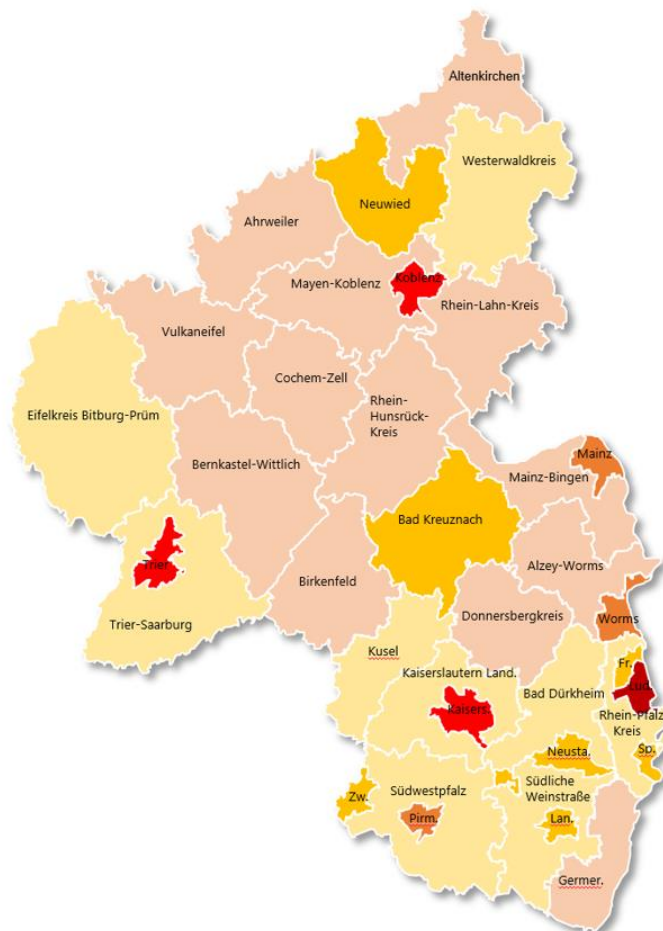 Altenkirchen
Westerwaldkreis
Neuwied
Ahrweiler
Mayen-Koblenz
Koblenz
Rhein-Lahn-Kreis
Vulkaneifel
Cochem-Zell
Rhein-
Hunsrück-
Kreis
Eifelkreis Bitburg-Prüm
Bernkastel-Wittlich
Mainz
Mainz-Bingen
Bad Kreuznach
Trier
Birkenfeld
Alzey-Worms
Trier-Saarburg
Donnersbergkreis
Worms
Kusel
Kaiserslautern Land.
Fr.
Lud.
Bad Dürkheim
Kaisers.
Rhein-Pfalz
Kreis
Neusta.
Sp.
Zw.
Südwestpfalz
Südliche
Weinstraße
Pirm.
Lan.
Germer.